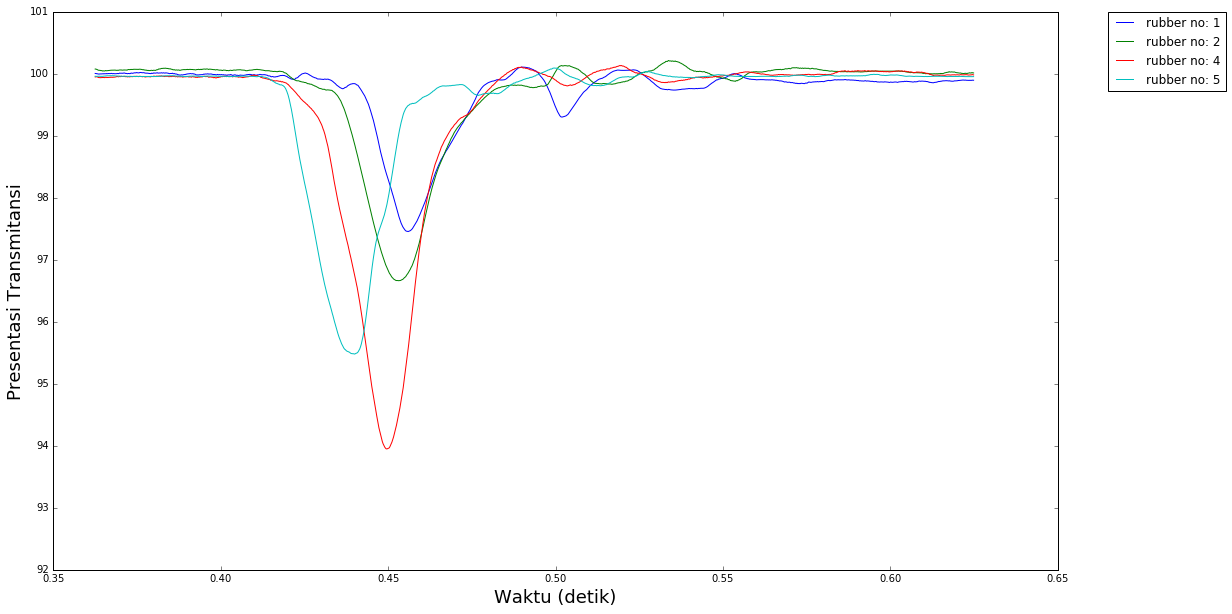 101
100
99
98
97
96
95
94
93
92
0.35 0.40 0.45 0.50 0.55 0.60 0.65
Presentasi Transmitansi
Waktu (detik)
rubber no: 1
rubber no: 2
rubber no: 4
rubber no: 5